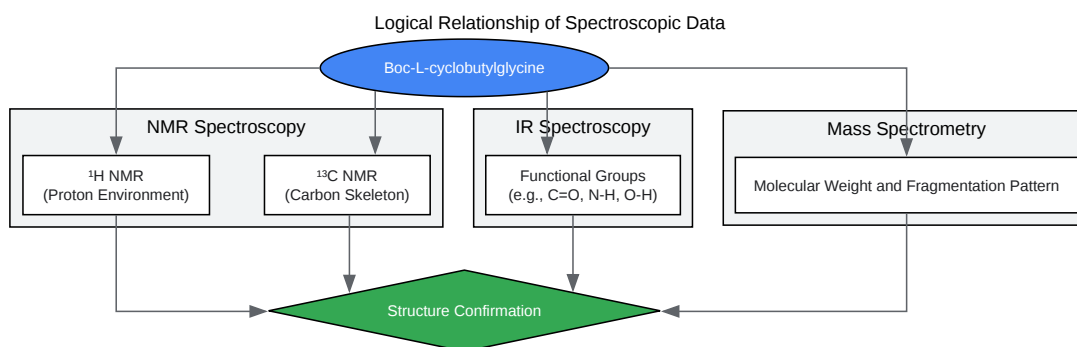 Logical Relationship of Spectroscopic Data
Boc-L-cyclobutylglycine
NMR Spectroscopy
IR Spectroscopy
Mass Spectrometry
¹H NMR
(Proton Environment)
¹³C NMR
(Carbon Skeleton)
Functional Groups
(e.g., C=O, N-H, O-H)
Molecular Weight and Fragmentation Pattern
Structure Confirmation